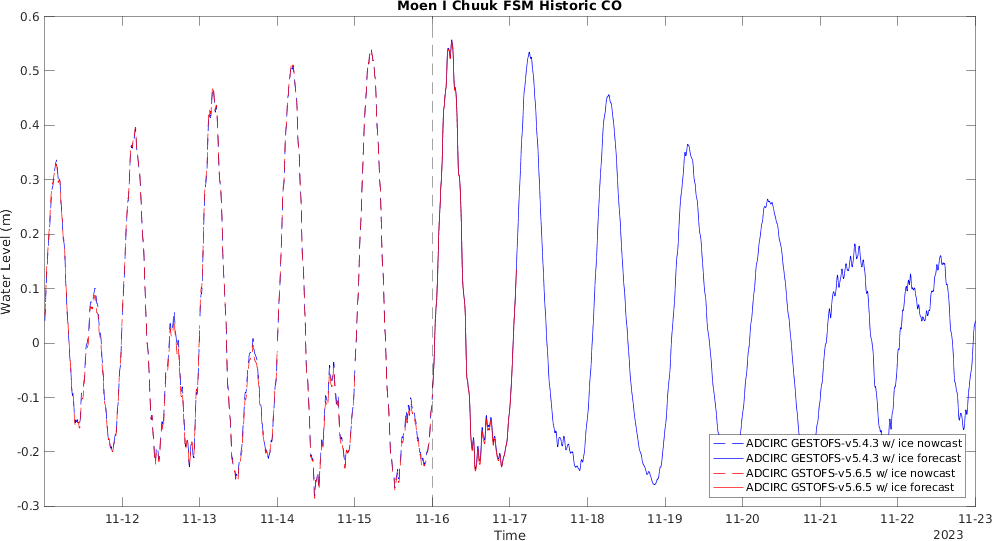 Moen I Chuuk FSM Historic CO
0.6
0.5
0.4
0.3
0.2
0.1
0
-0.1
-0.2
-0.3
Water Level (m)
ADCIRC GESTOFS-v5.4.3 w/ ice nowcast
ADCIRC GESTOFS-v5.4.3 w/ ice forecast
ADCIRC GSTOFS-v5.6.5 w/ ice nowcast
ADCIRC GSTOFS-v5.6.5 w/ ice forecast
11-12 11-13 11-14 11-15 11-16 11-17 11-18 11-19 11-20 11-21 11-22 11-23
Time
2023